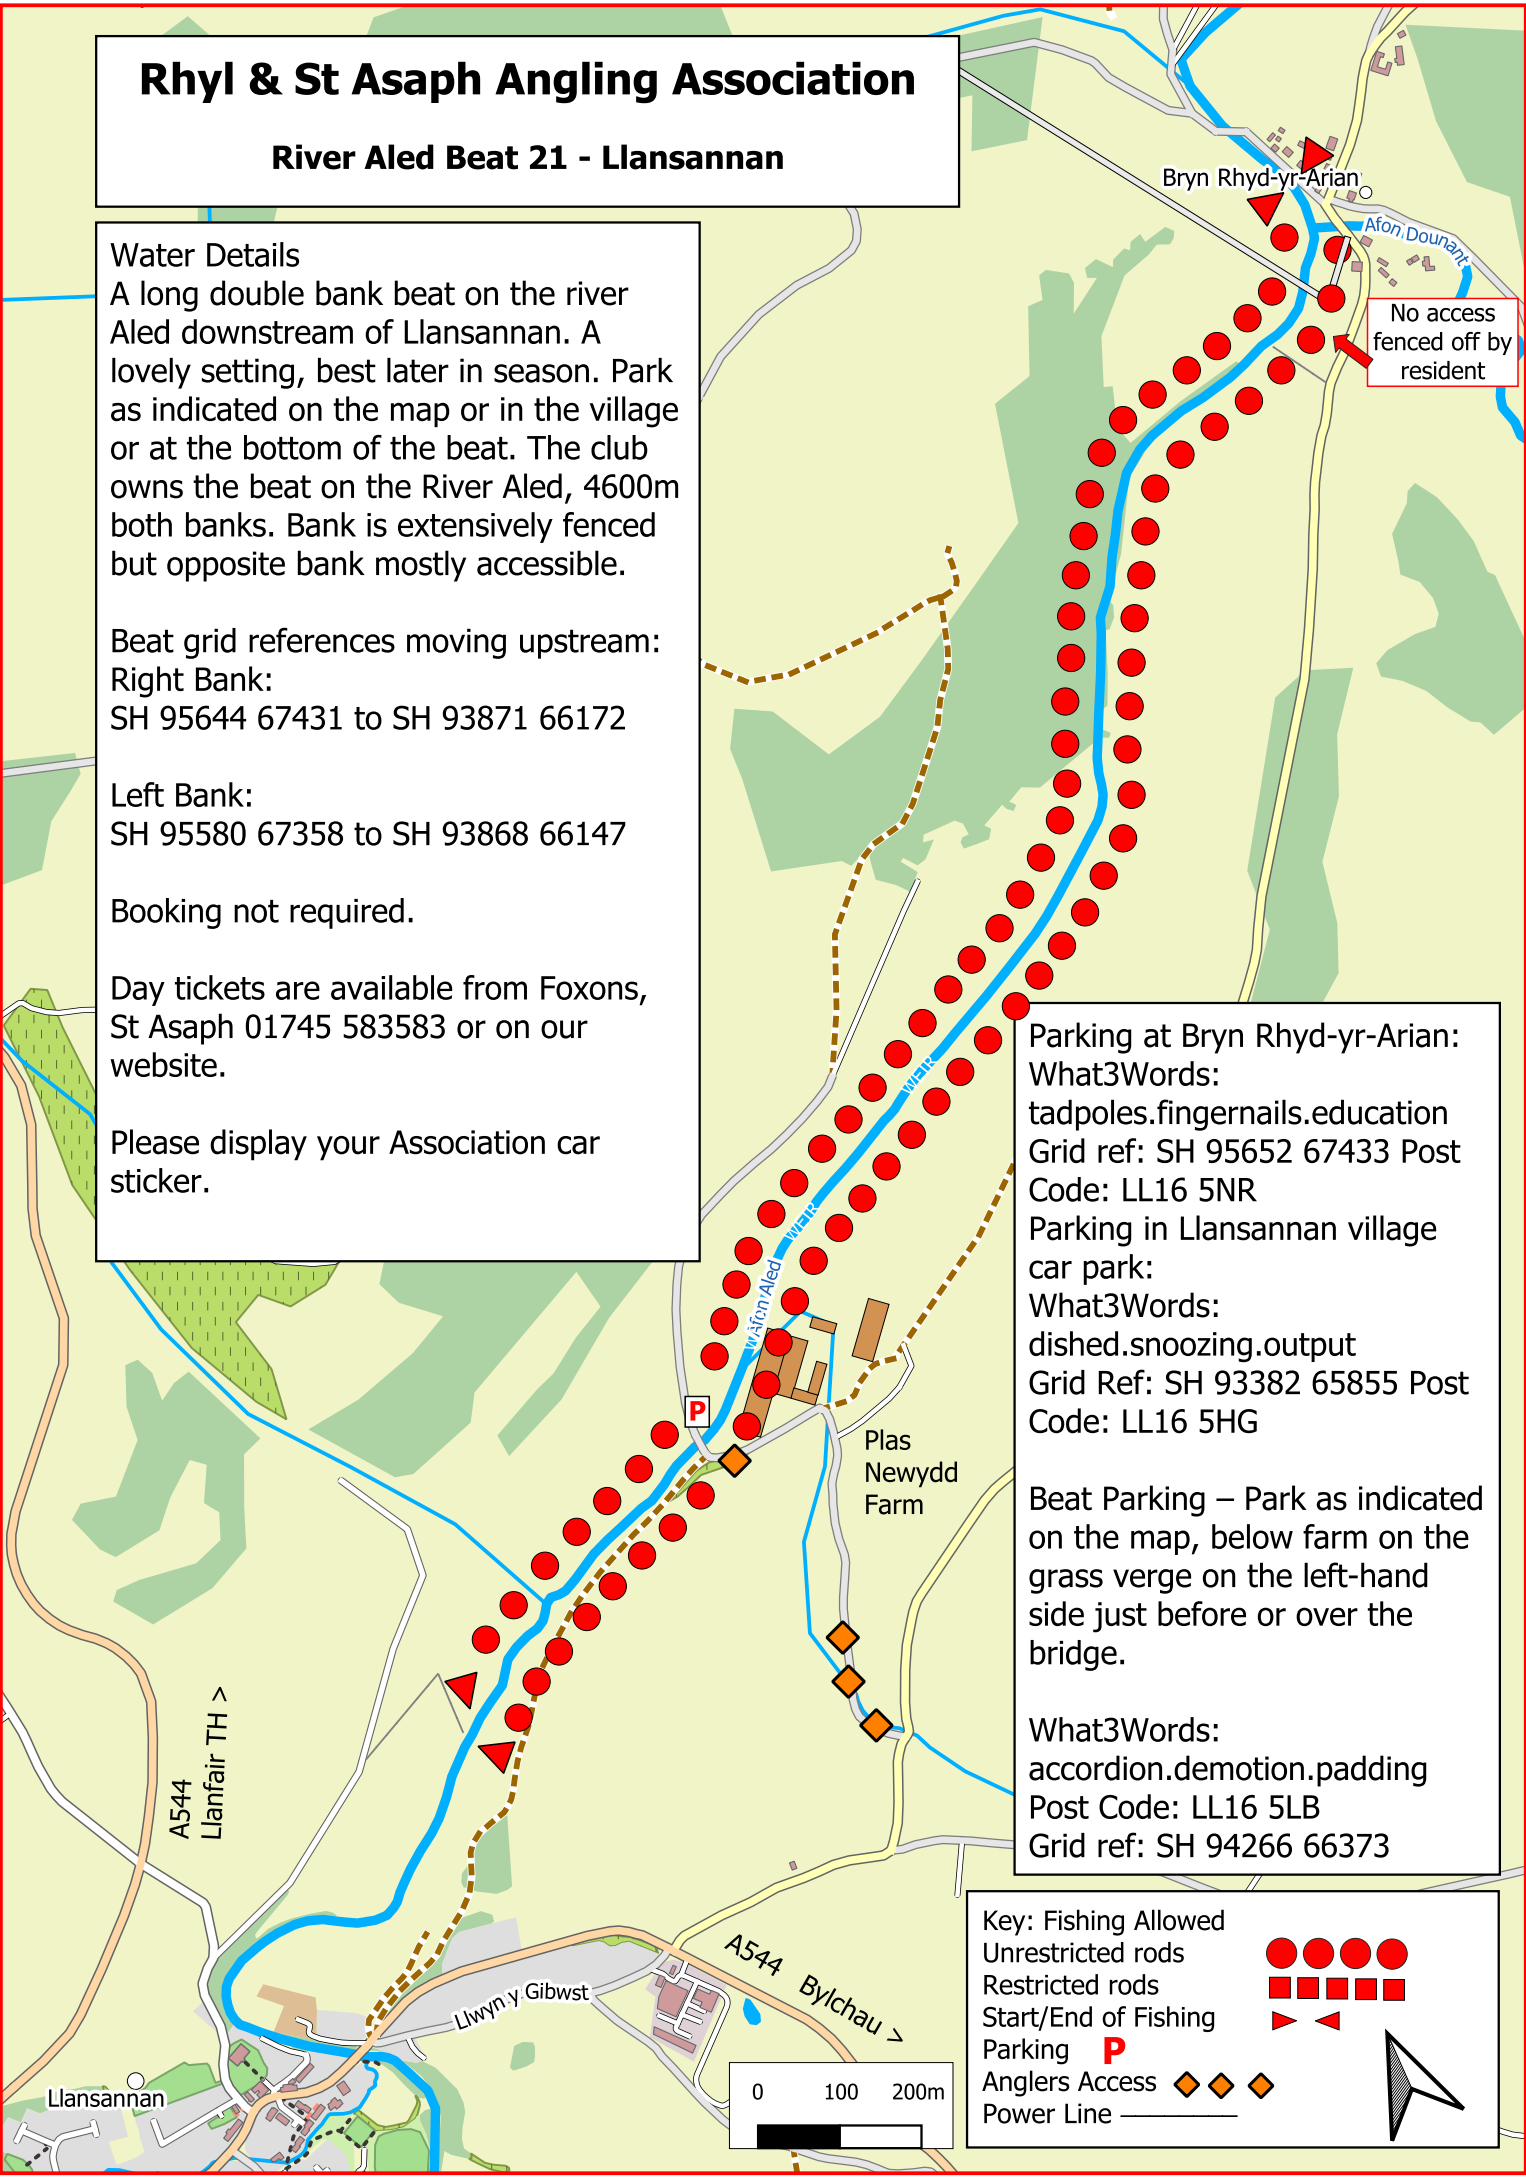 Rhyl & St Asaph Angling Association
River Aled Beat 21 - Llansannan
Water Details
A long double bank beat on the river
Aled downstream of Llansannan. A
lovely setting, best later in season. Park
as indicated on the map or in the village
or at the bottom of the beat. The club
owns the beat on the River Aled, 4600m
both banks. Bank is extensively fenced
but opposite bank mostly accessible.
Beat grid references moving upstream:
Right Bank:
SH 95644 67431 to SH 93871 66172
Left Bank:
SH 95580 67358 to SH 93868 66147
Booking not required.
Day tickets are available from Foxons,
St Asaph 01745 583583 or on our
website.
Please display your Association car
sticker.
Bryn Rhyd-yr-Arian
Afon Dounant
No access
fenced off by
resident
WEIR
WEIR
Afon Aled
P
Plas
Newydd
Farm
Parking at Bryn Rhyd-yr-Arian:
What3Words:
tadpoles.fingernails.education
Grid ref: SH 95652 67433 Post
Code: LL16 5NR
Parking in Llansannan village
car park:
What3Words:
dished.snoozing.output
Grid Ref: SH 93382 65855 Post
Code: LL16 5HG
Beat Parking – Park as indicated
on the map, below farm on the
grass verge on the left-hand
side just before or over the
bridge.
What3Words:
accordion.demotion.padding
Post Code: LL16 5LB
Grid ref: SH 94266 66373
A544
Llanfair TH >
A544 Bylchau >
Llwyn y Gibwst
Llansannan
0 100 200m
Key: Fishing Allowed
Unrestricted rods
Restricted rods
Start/End of Fishing
Parking P
Anglers Access
Power Line